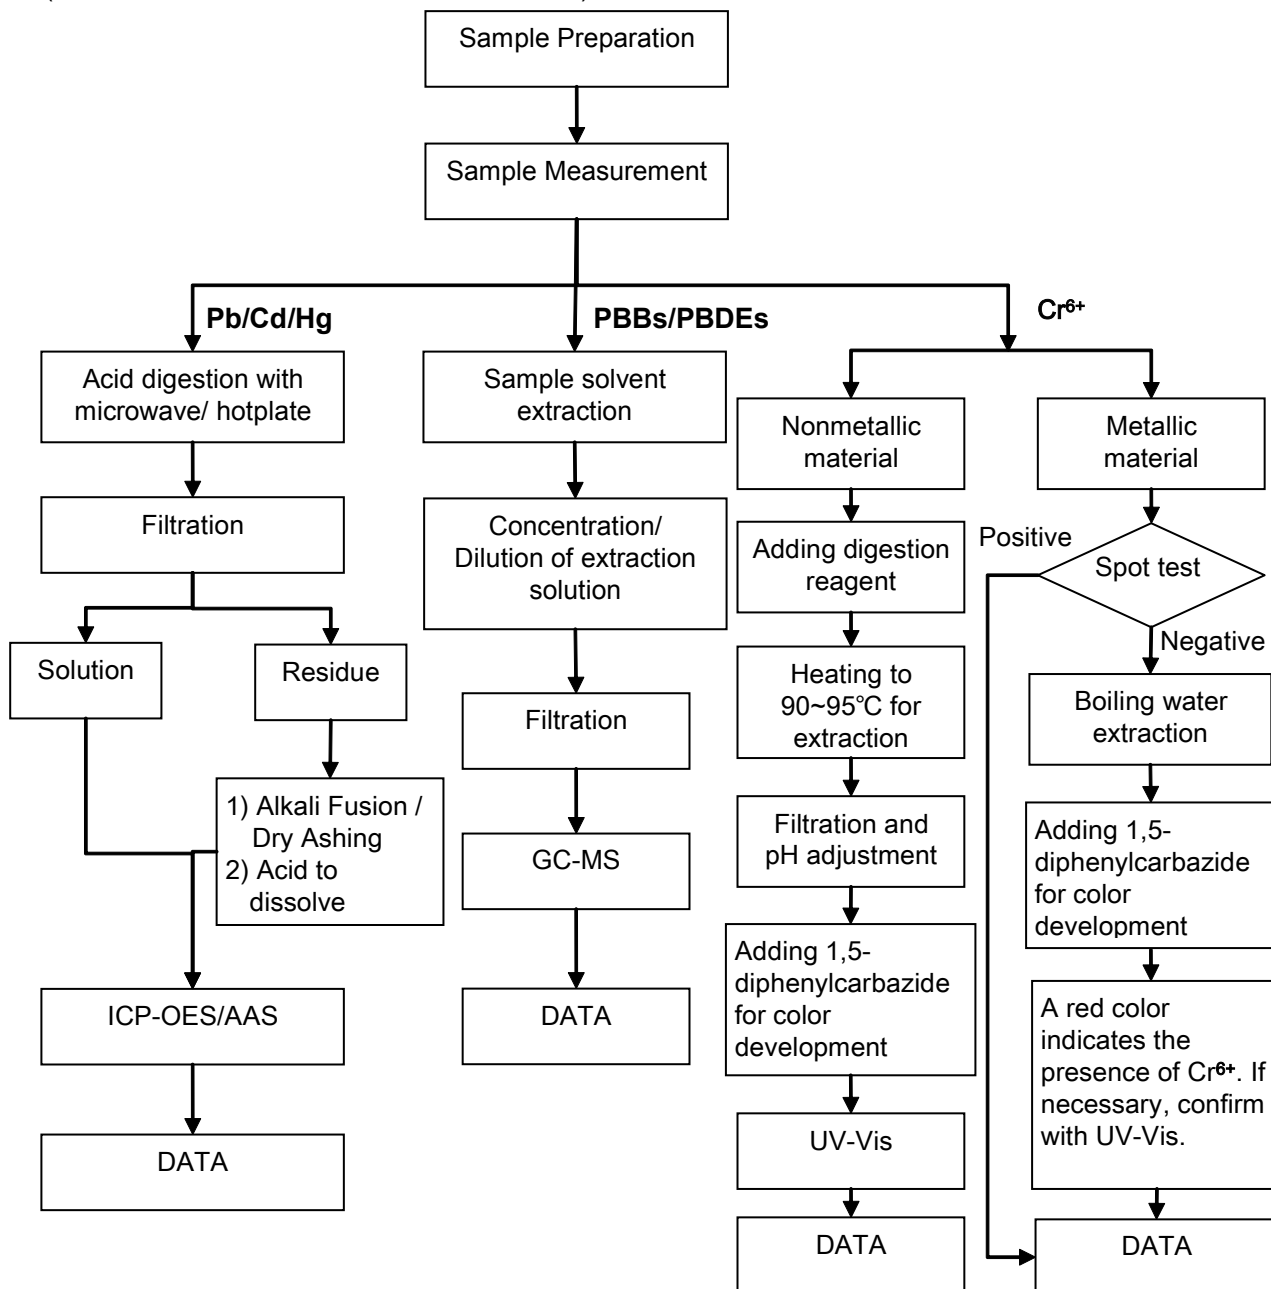 Sample Preparation
Sample Measurement
Pb/Cd/Hg
PBBs/PBDEs
Cr6+
Acid digestion with
microwave/ hotplate
Filtration
Solution
Residue
1) Alkali Fusion /
Dry Ashing
2) Acid to
dissolve
ICP-OES/AAS
DATA
Sample solvent
extraction
Concentration/
Dilution of extraction
solution
Filtration
GC-MS
DATA
Nonmetallic
material
Adding digestion
reagent
Heating to
90~95℃ for
extraction
Filtration and
pH adjustment
Adding 1,5-
diphenylcarbazide
for color
development
UV-Vis
DATA
Metallic
material
Positive
Spot test
Negative
Boiling water
extraction
Adding 1,5-
diphenylcarbazide
for color
development
A red color
indicates the
presence of Cr6+. If
necessary, confirm
with UV-Vis.
DATA